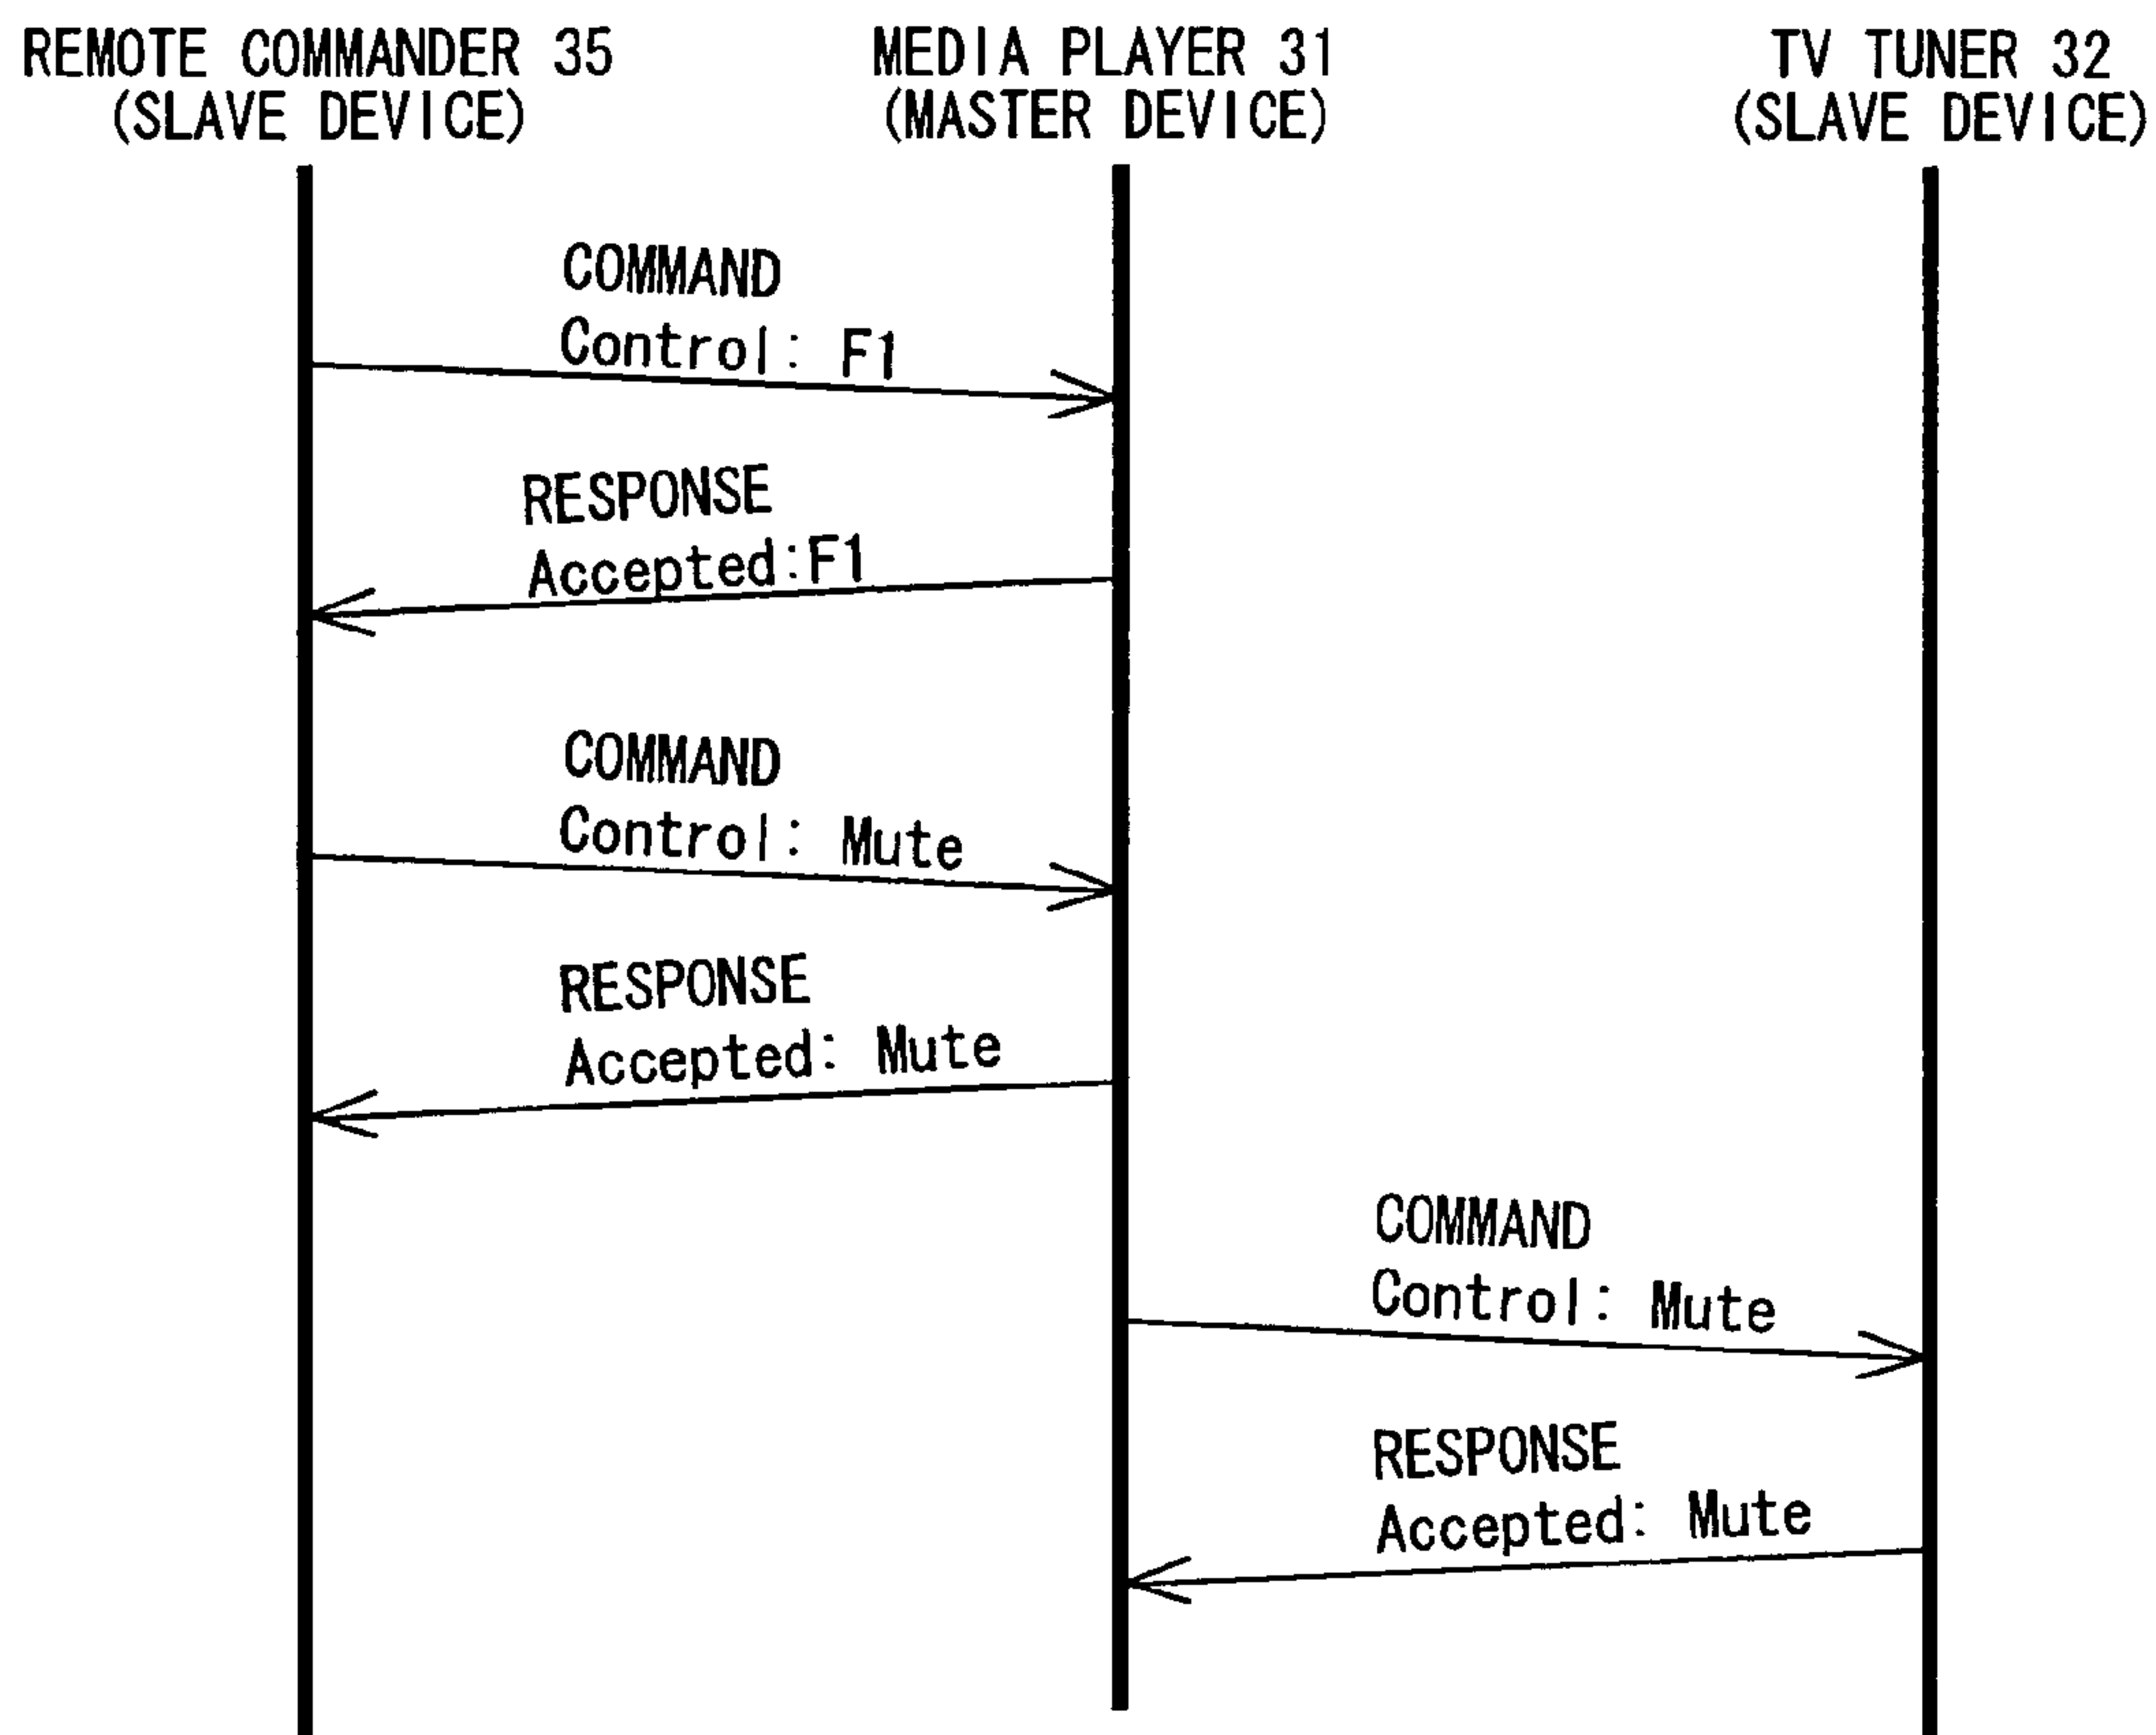 REMOTE COMMANDER 35
(SLAVE DEVICE)
MEDIA PLAYER 31
(MASTER DEVICE)
TV TUNER 32
(SLAVE DEVICE)
COMMAND
Control: F1
RESPONSE
Accepted:F1
COMMAND
Control: Mute
RESPONSE
Accepted: Mute
COMMAND
Control: Mute
RESPONSE
Accepted: Mute